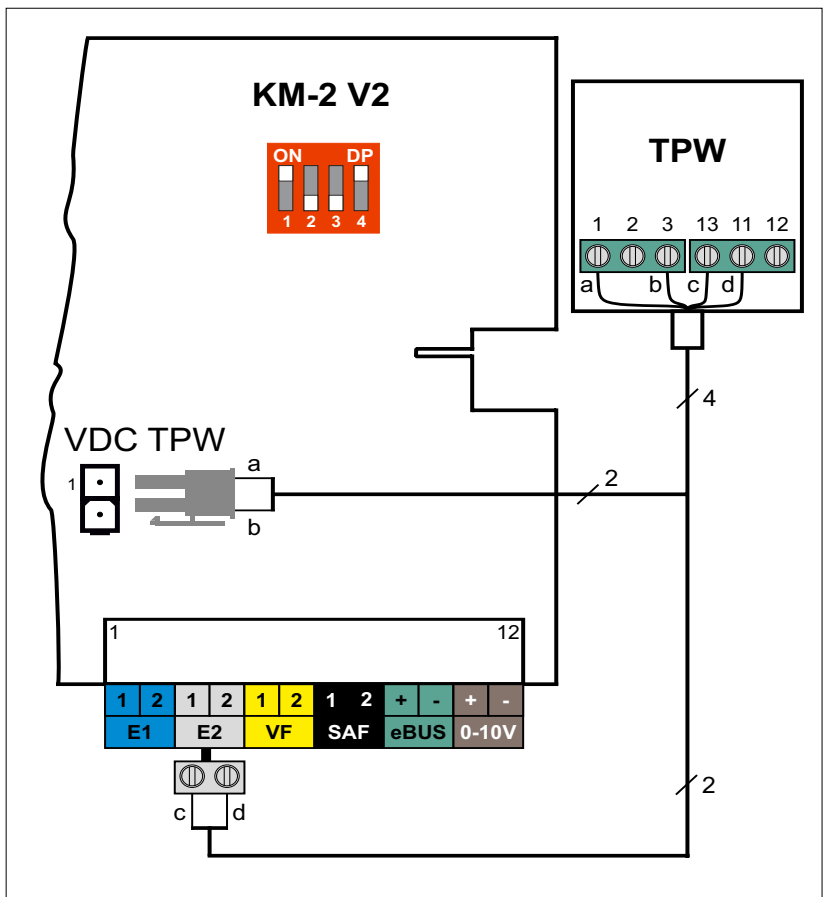 KM-2 V2
ON DP
1 2 3 4
TPW
1 2 3 13 11 12
a b c d
4
VDC TPW
1
a
b
2
1 12
1 2 1 2 1 2 1 2 + - + -
E1 E2 VF SAF eBUS 0-10V
c d
2